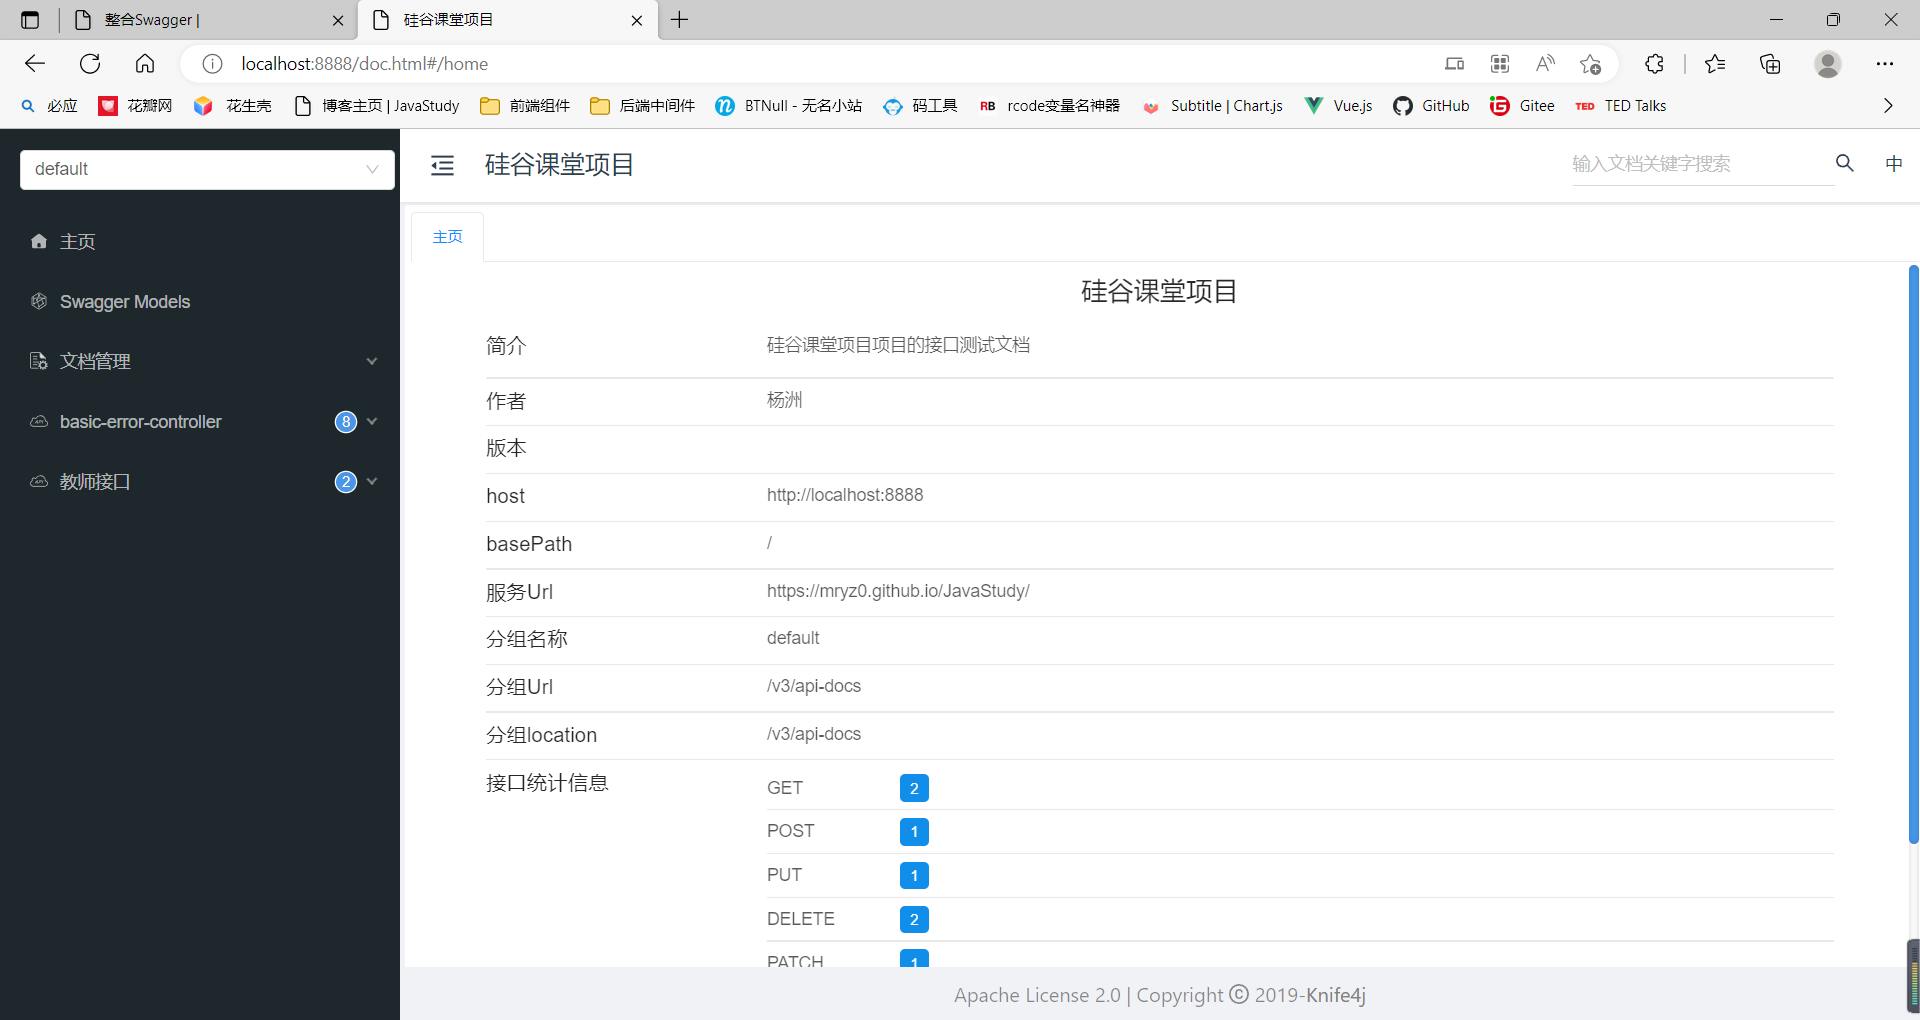 整合Swagger |
硅谷课堂项目
localhost:8888/doc.html#/home
必应 花瓣网 花生壳 博客主页 | JavaStudy 前端组件 后端中间件 BTNull - 无名小站 码工具 RB rcode变量名神器 Subtitle | Chart.js Vue.js GitHub Gitee TED TED Talks
default
硅谷课堂项目
输入文档关键字搜索
中
主页
Swagger Models
文档管理
basic-error-controller 8
教师接口 2
主页
硅谷课堂项目
简介 硅谷课堂项目项目的接口测试文档
作者 杨洲
版本
host http://localhost:8888
basePath /
服务Url https://mryz0.github.io/JavaStudy/
分组名称 default
分组Url /v3/api-docs
分组location /v3/api-docs
接口统计信息 GET 2
POST 1
PUT 1
DELETE 2
PATCH 1
Apache License 2.0 | Copyright © 2019-Knife4j